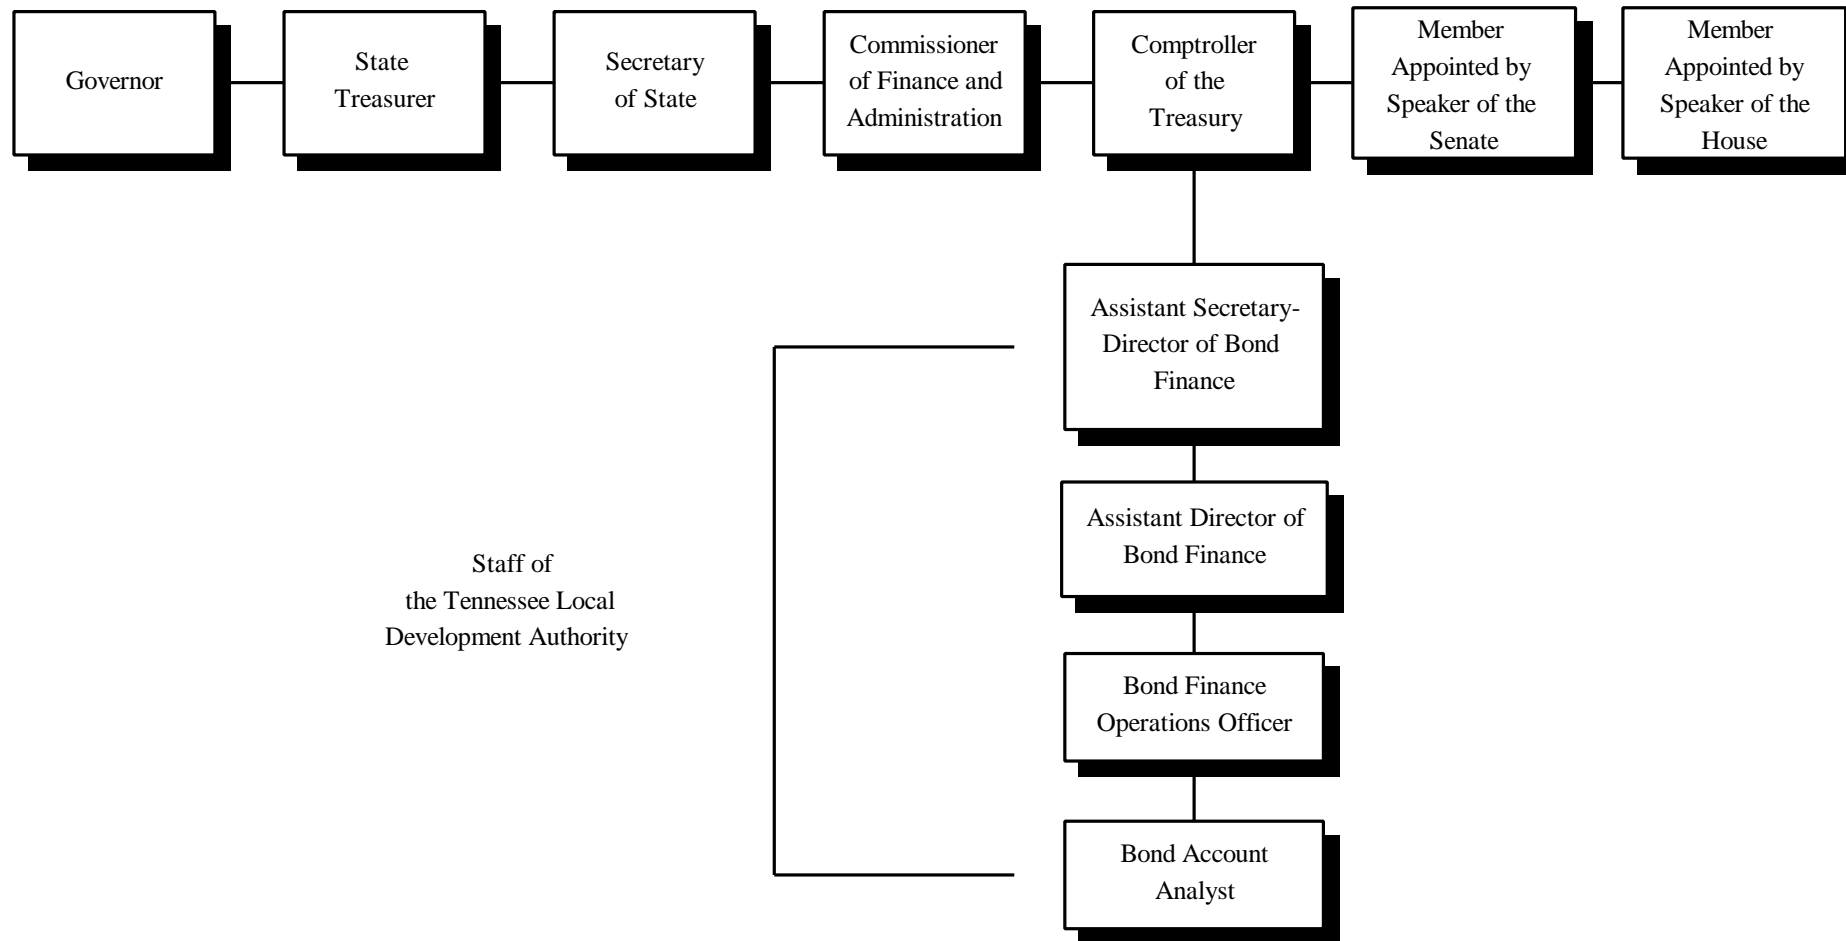 Governor
State
Treasurer
Secretary
of State
Commissioner
of Finance and
Administration
Comptroller
of the
Treasury
Member
Appointed by
Speaker of the
Senate
Member
Appointed by
Speaker of the
House
Assistant Secretary-
Director of Bond
Finance
Assistant Director of
Bond Finance
Staff of
the Tennessee Local
Development Authority
Bond Finance
Operations Officer
Bond Account
Analyst